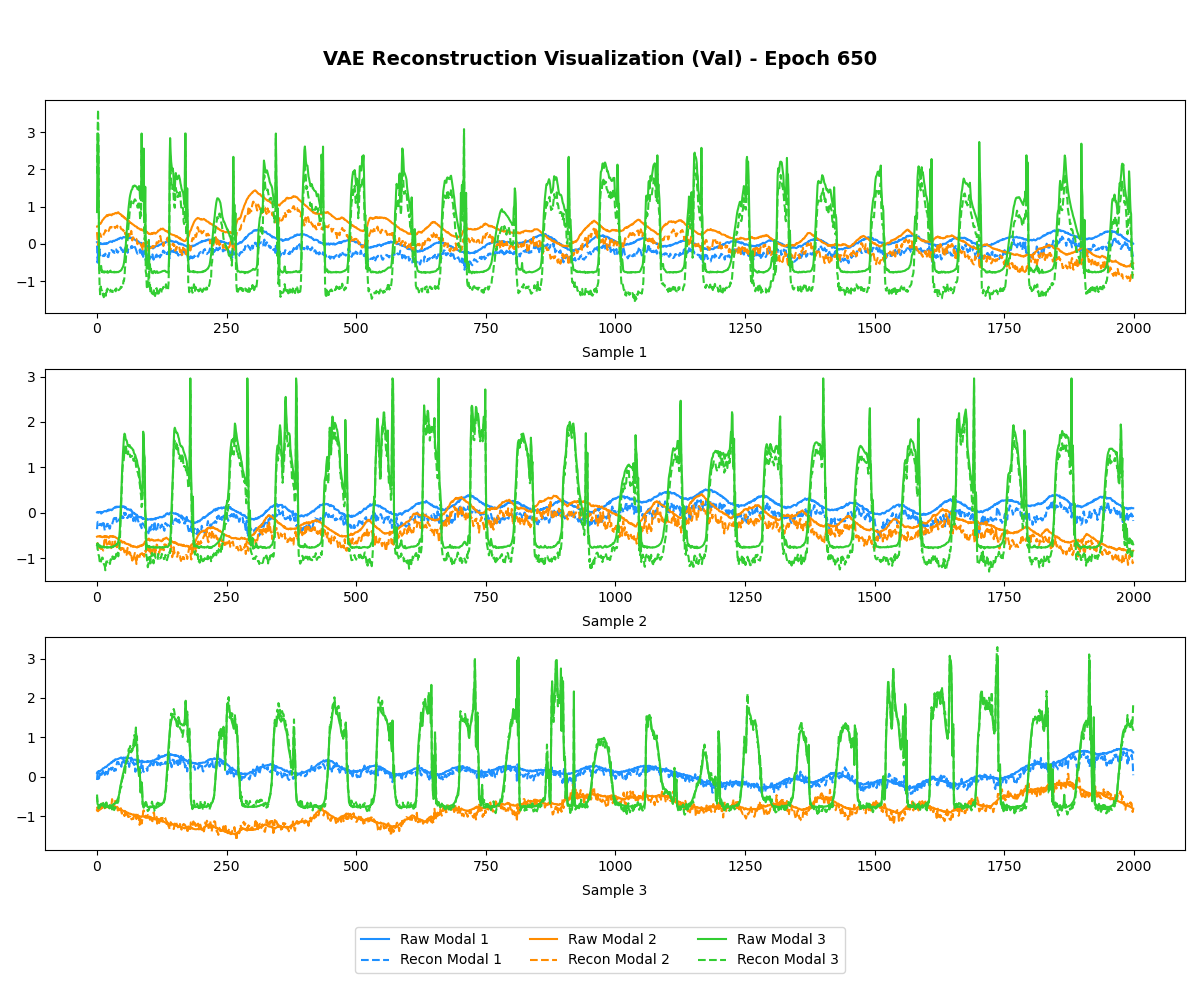 VAE Reconstruction Visualization (Val) - Epoch 650
3
2
1
0
−1
0 250 500 750 1000 1250 1500 1750 2000
Sample 1
3
2
1
0
−1
0 250 500 750 1000 1250 1500 1750 2000
Sample 2
3
2
1
0
−1
0 250 500 750 1000 1250 1500 1750 2000
Sample 3
Raw Modal 1 Raw Modal 2 Raw Modal 3
Recon Modal 1 Recon Modal 2 Recon Modal 3